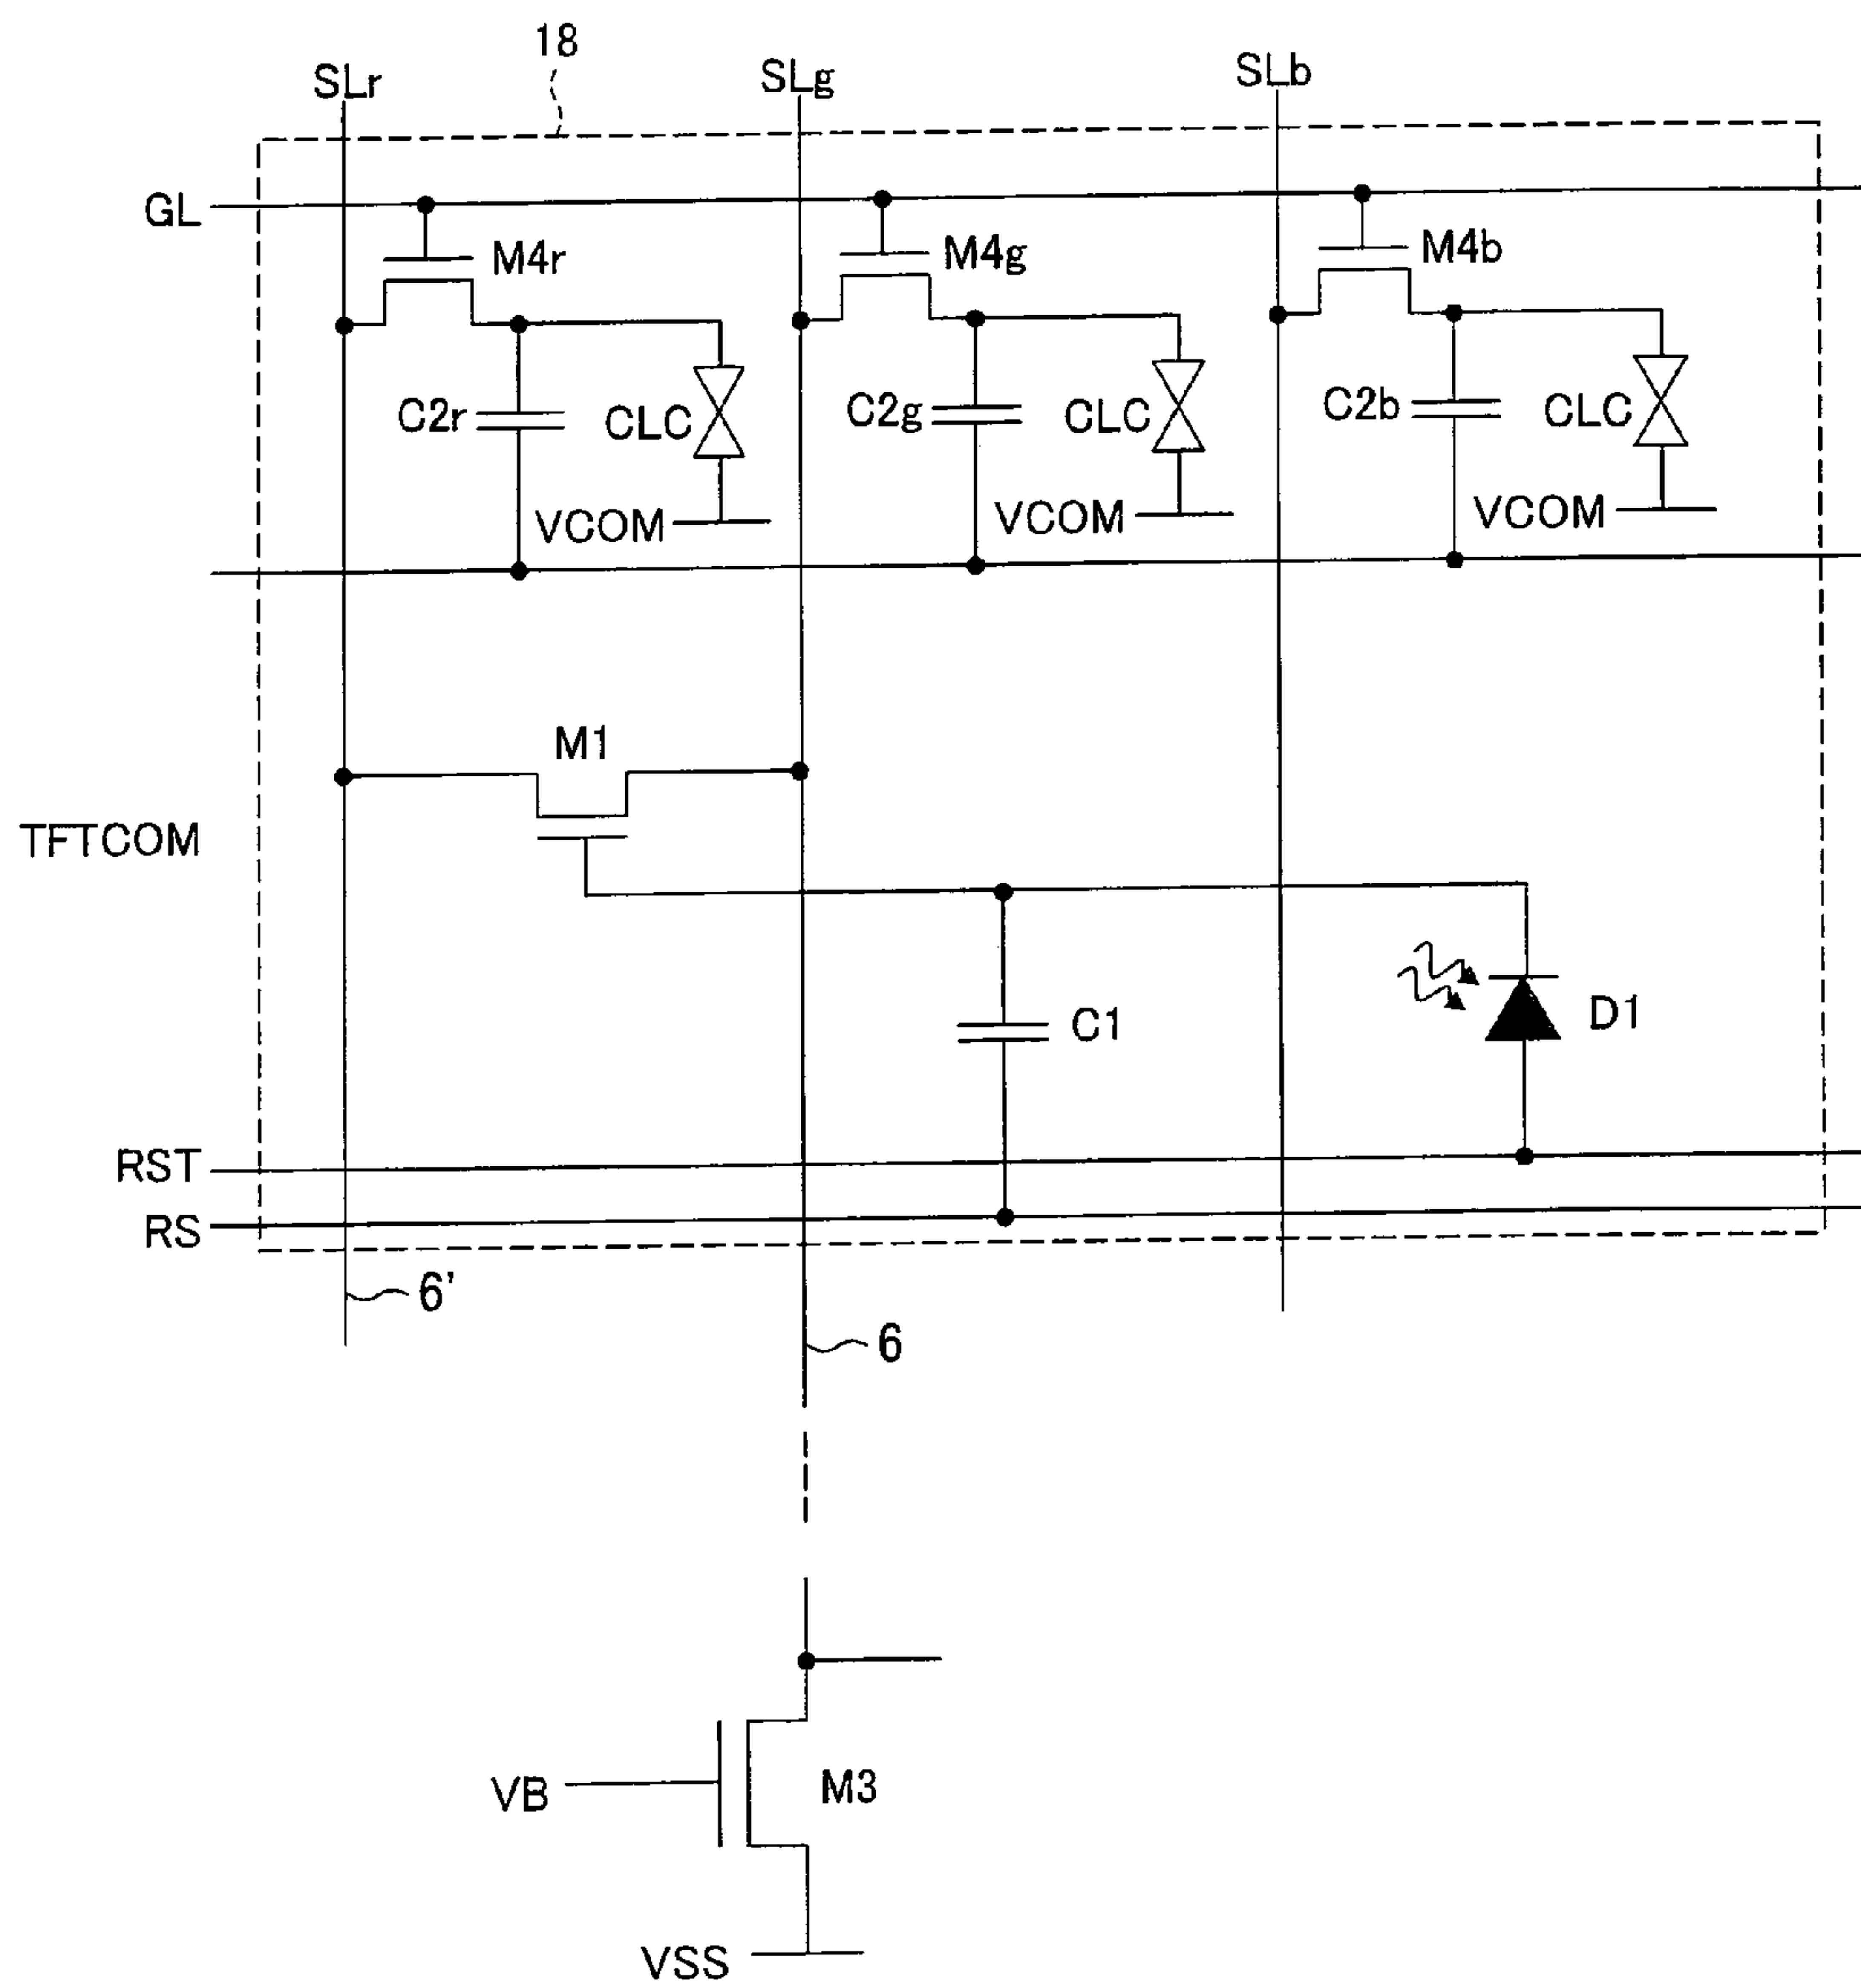 18
SLr
SLg
SLb
GL
M4r
M4g
M4b
C2r
CLC
C2g
CLC
C2b
CLC
VCOM
VCOM
VCOM
M1
TFTCOM
C1
D1
RST
RS
6'
6
VB
M3
VSS